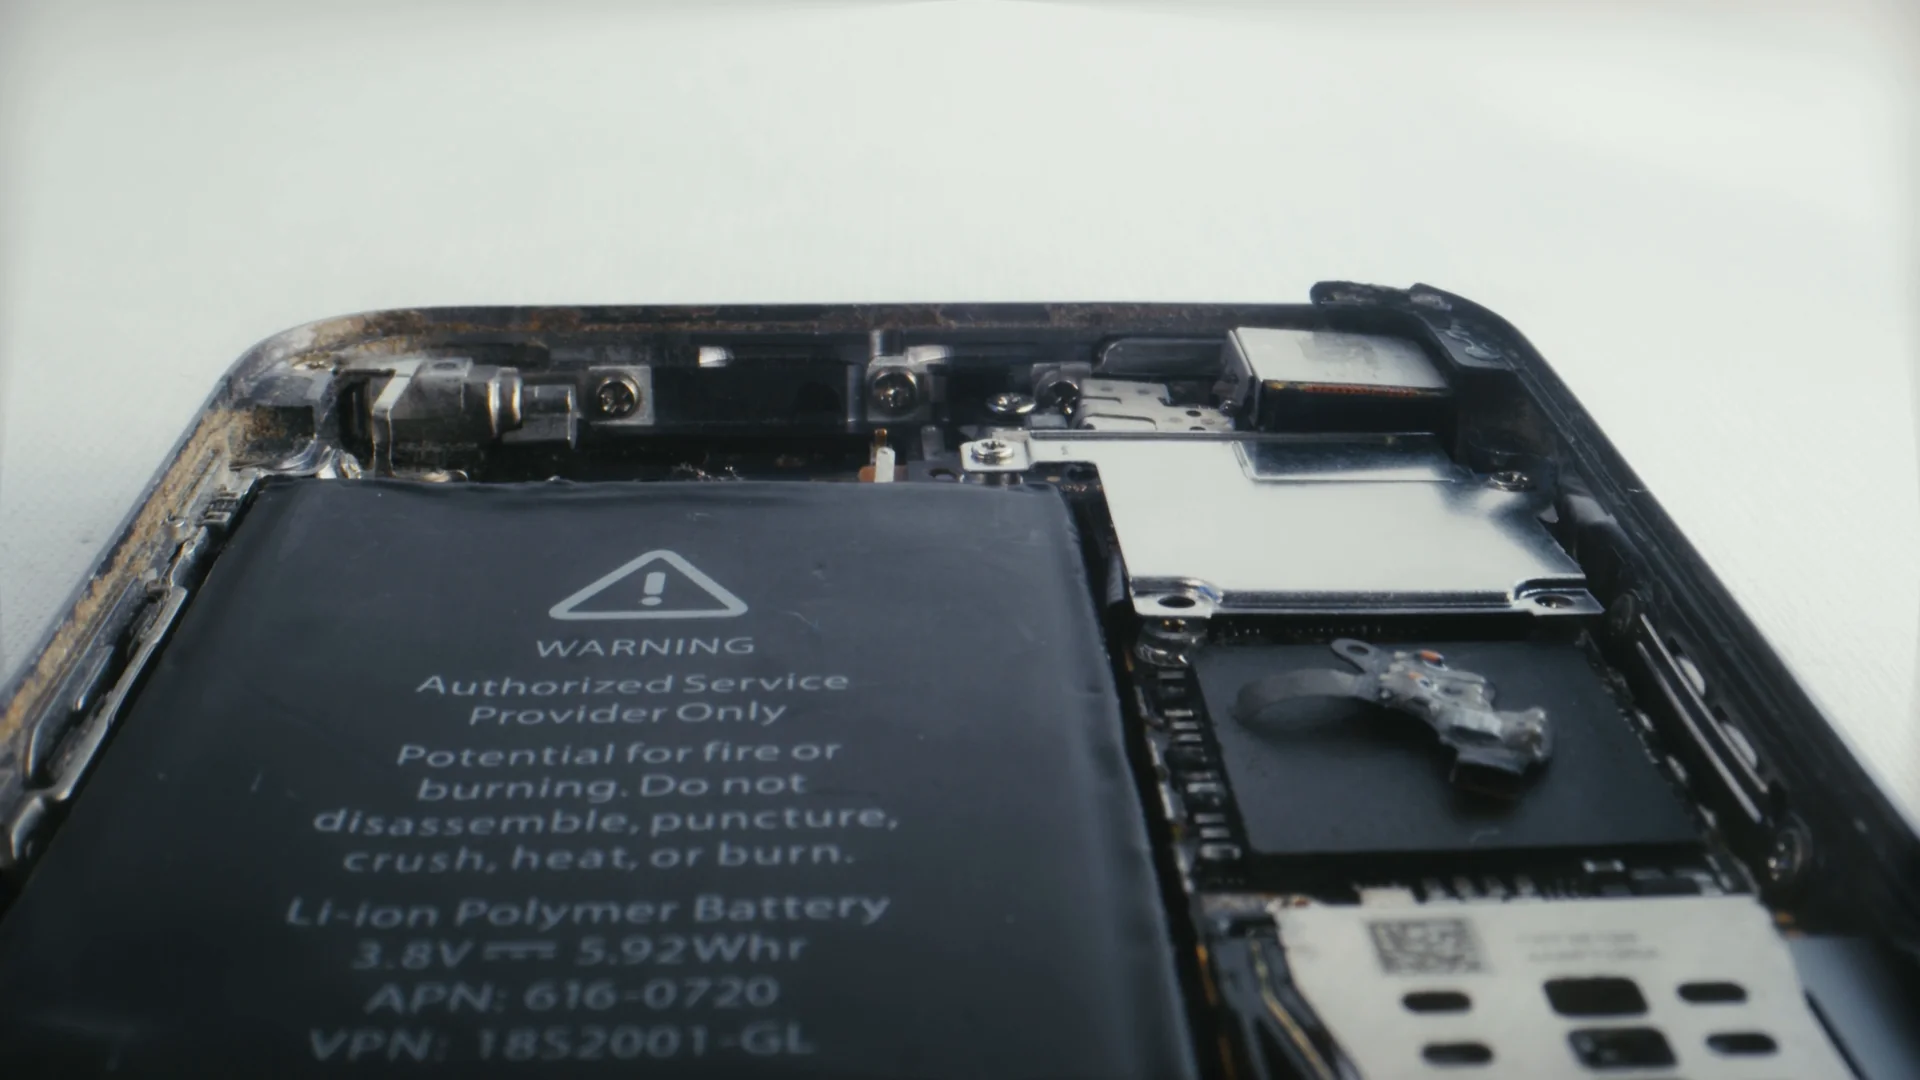 WARNING
Authorized Service
Provider Only
Potential for fire or
burning. Do not
disassemble, puncture,
crush, heat, or burn.
Li-ion Polymer Battery
3.8V ⎓ 5.92Whr
APN: 616-0720
VPN: 18S2001-GL